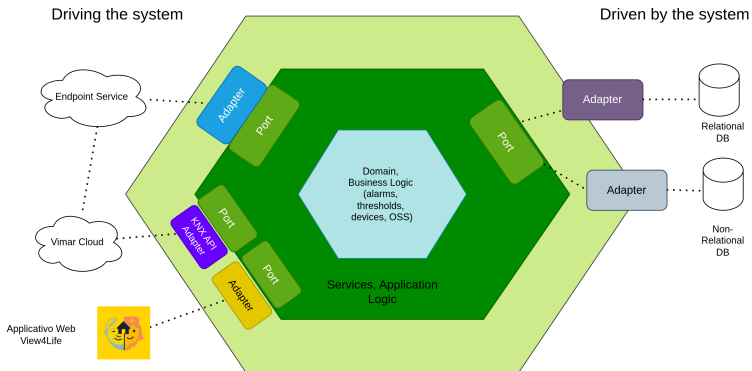 Driving the system
Driven by the system
Endpoint Service
Adapter
Port
Port
Adapter
Relational
DB
Domain,
Business Logic
(alarms,
thresholds,
devices, OSS)
Adapter
Port
KNX API
Adapter
Vimar Cloud
Non-
Relational
DB
Port
Adapter
Services, Application
Logic
Applicativo Web
View4Life